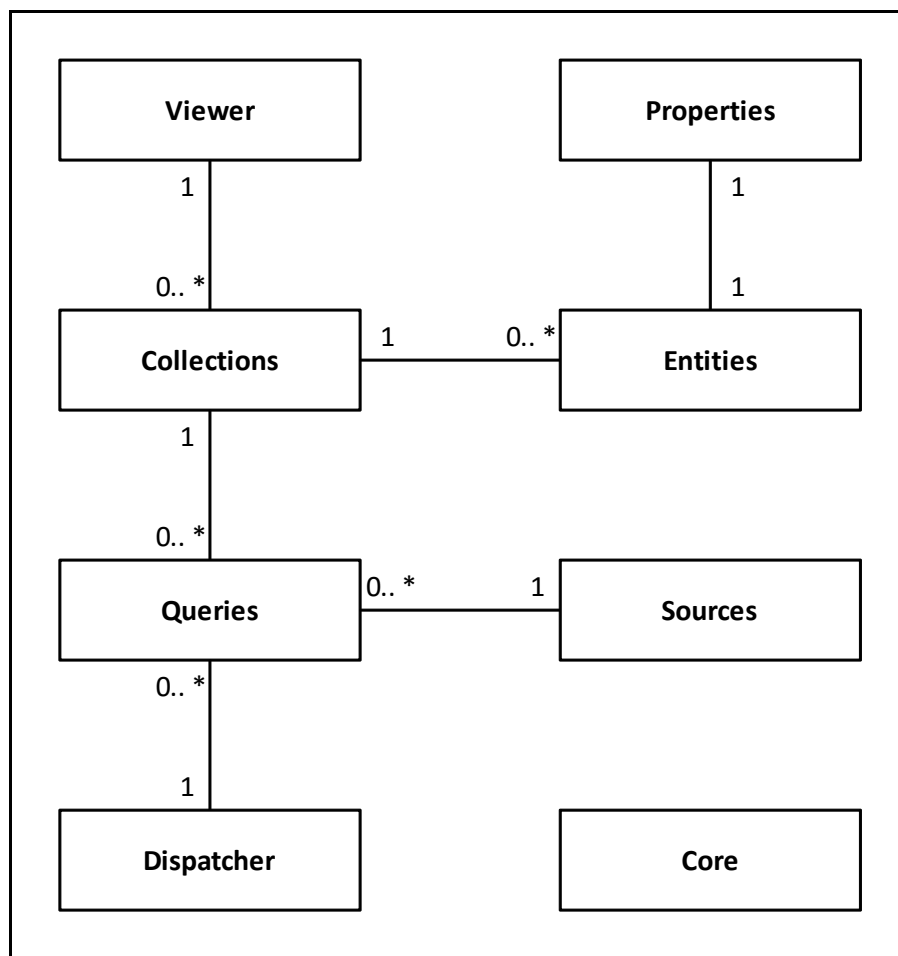 Viewer
Properties
1
1
0.. *
1
Collections
1
0.. *
Entities
1
0.. *
Queries
0.. *
1
Sources
0.. *
1
Dispatcher
Core